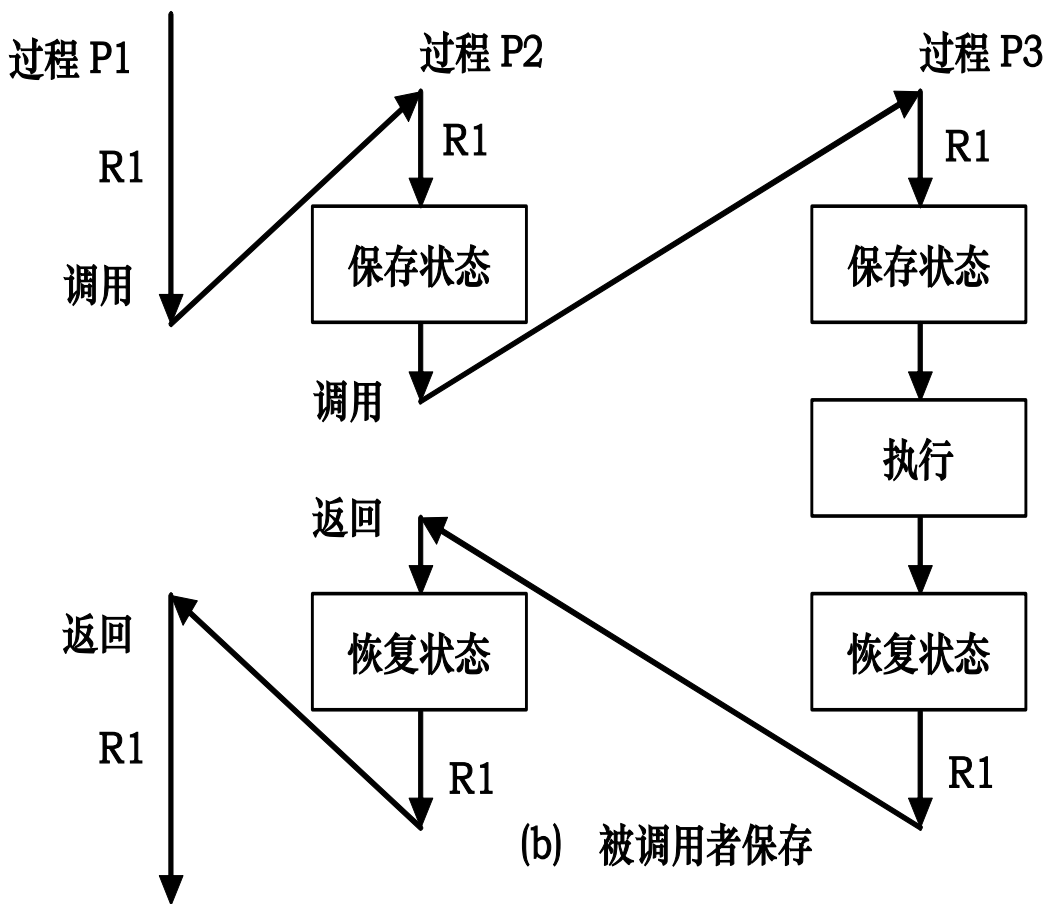 过程 P1
过程 P2
过程 P3
R1
R1
R1
调用
保存状态
保存状态
调用
执行
返回
返回
恢复状态
恢复状态
R1
R1
R1
(b) 被调用者保存